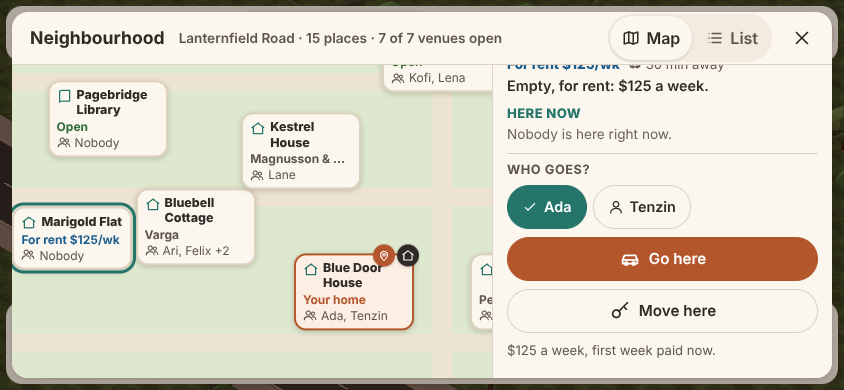 Neighbourhood
Lanternfield Road · 15 places · 7 of 7 venues open
Map
List
Kofi, Lena
Pagebridge
Library
Open
Nobody
Kestrel
House
Magnusson & ...
Lane
Marigold Flat
For rent $125/wk
Nobody
Bluebell
Cottage
Varga
Ari, Felix +2
Blue Door
House
Your home
Ada, Tenzin
For rent $125/wk
30 min away
Empty, for rent: $125 a week.
HERE NOW
Nobody is here right now.
WHO GOES?
Ada
Tenzin
Go here
Move here
$125 a week, first week paid now.